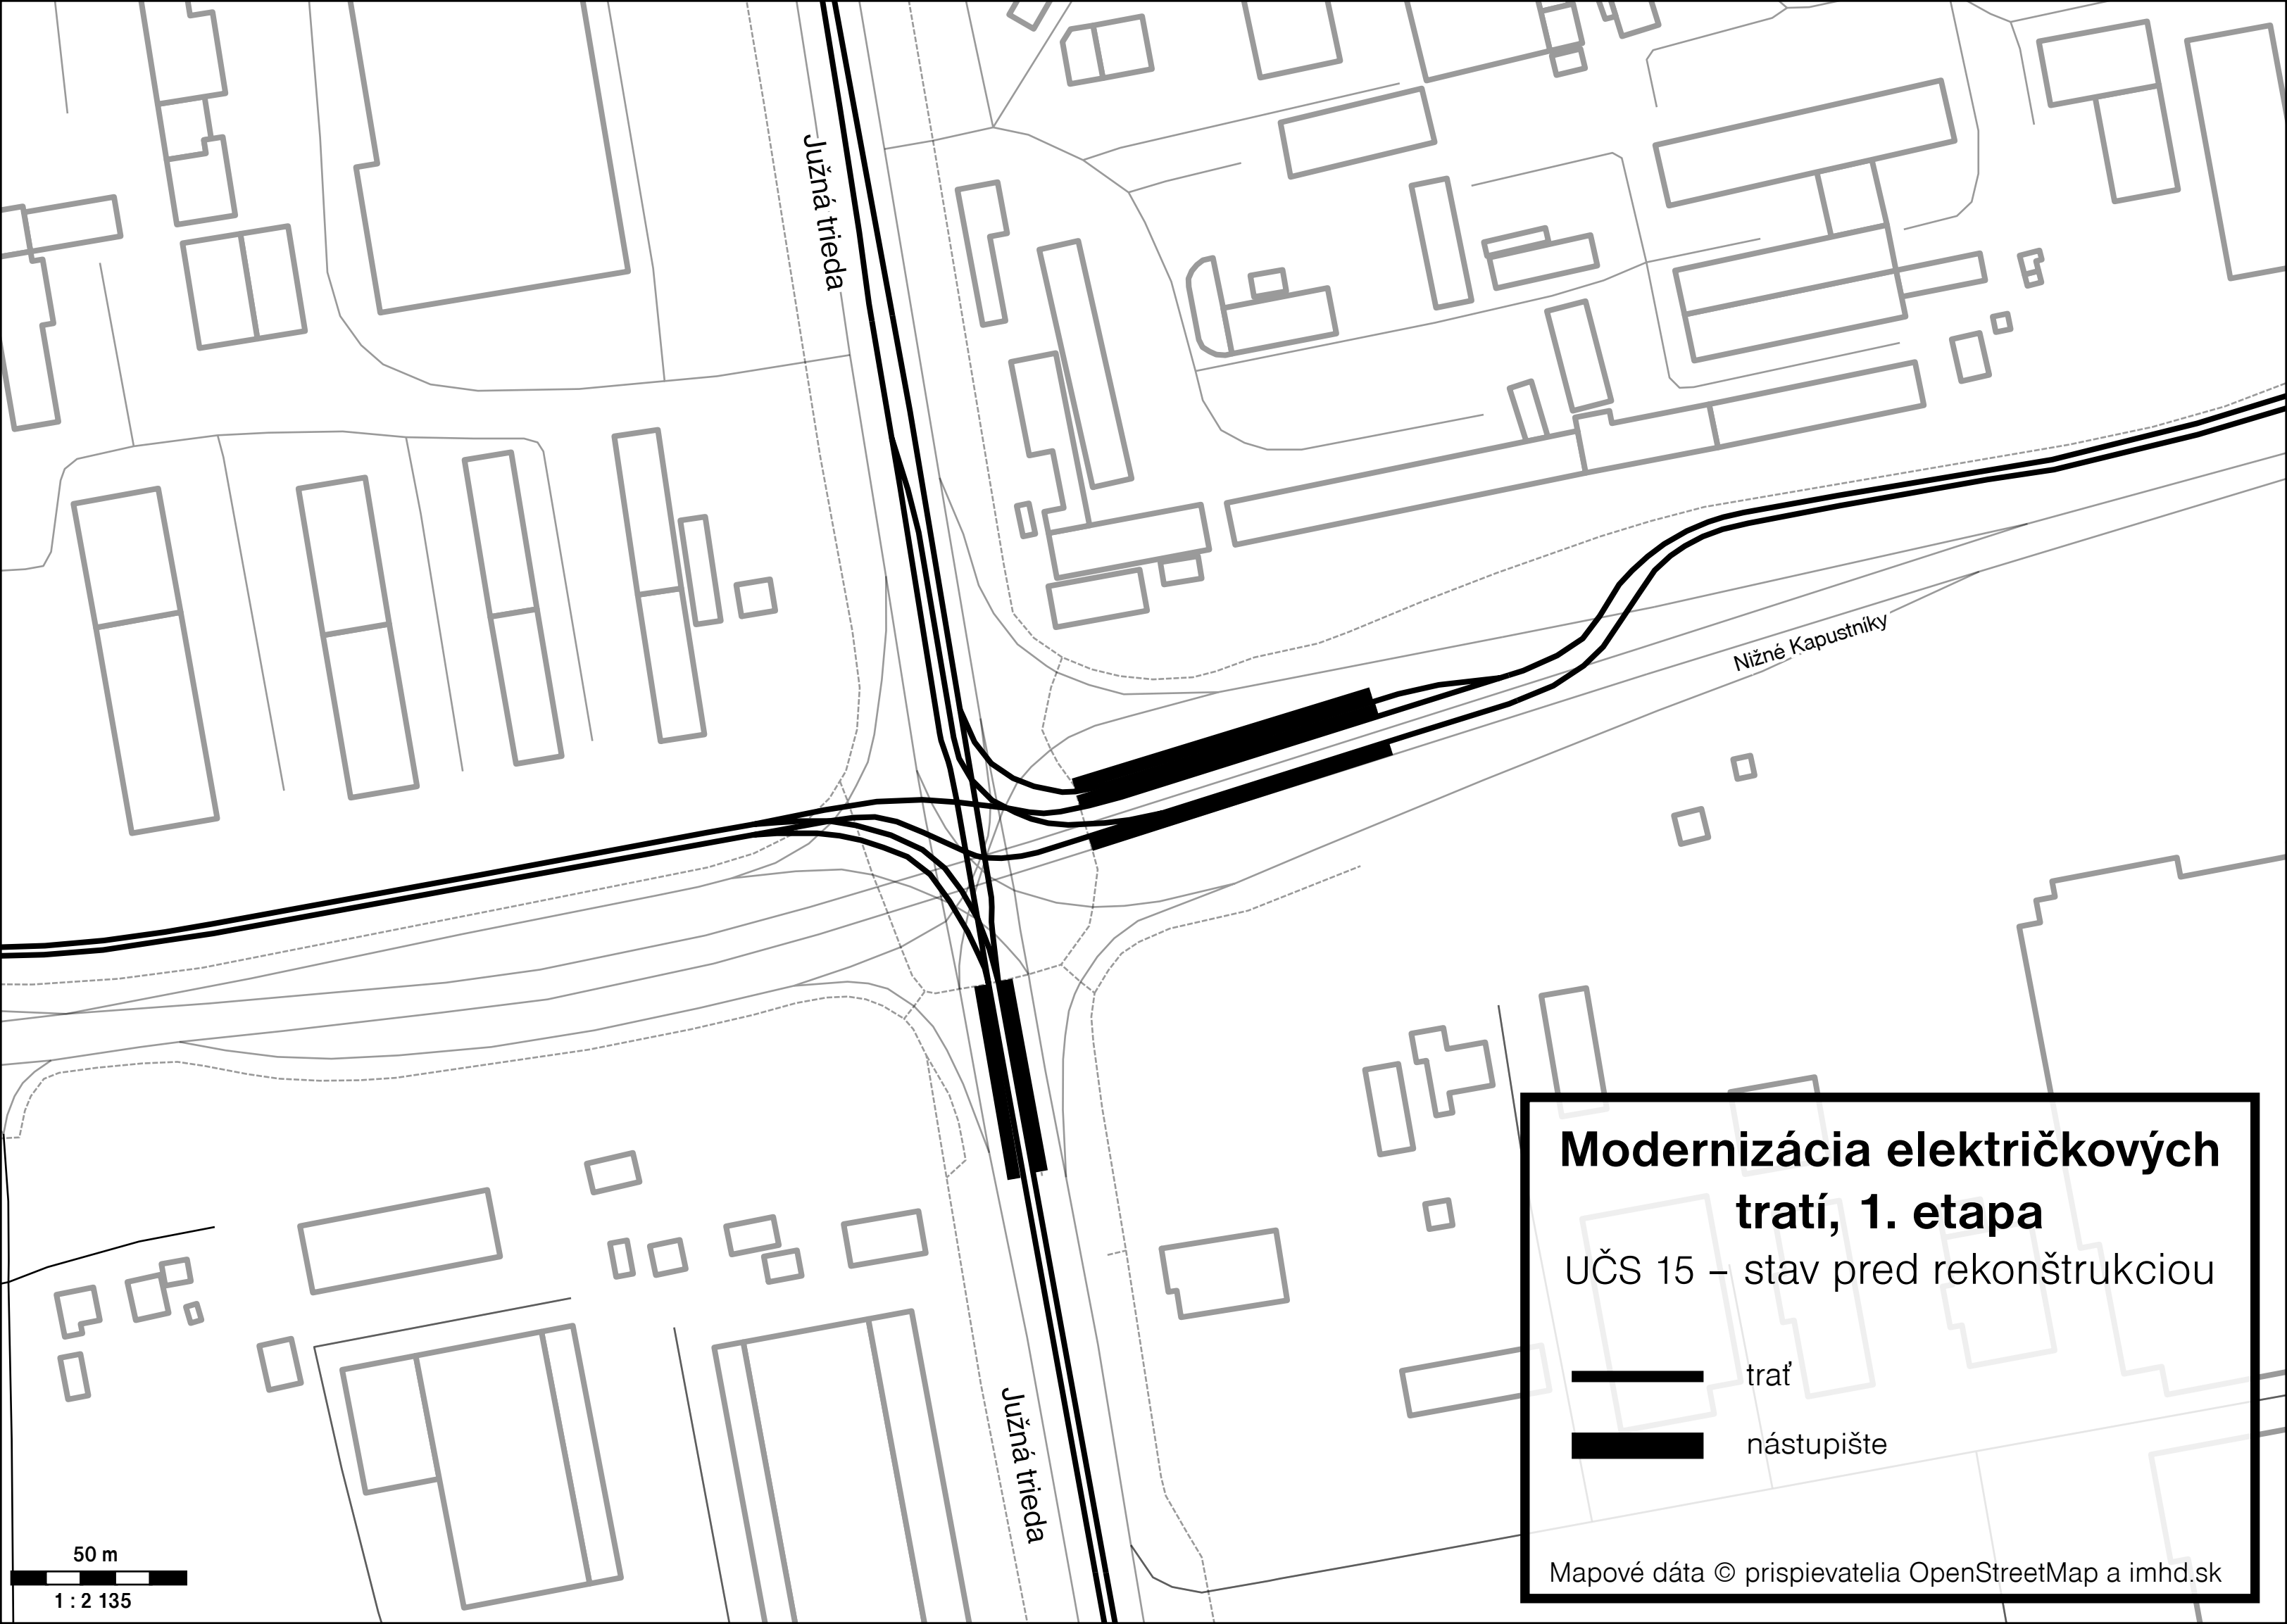 Južná trieda
Nižné Kapustníky
Južná trieda
Modernizácia električkových
tratí, 1. etapa
UČS 15 – stav pred rekonštrukciou
trať
nástupište
Mapové dáta © prispievatelia OpenStreetMap a imhd.sk
50 m
1 : 2 135